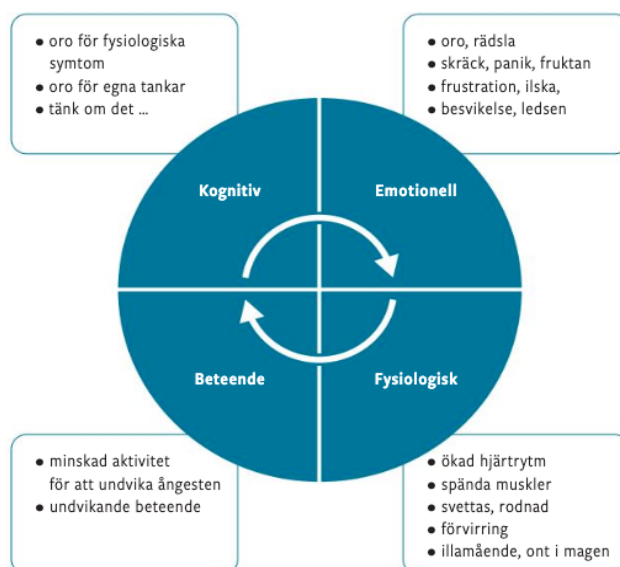 • oro för fysiologiska
symtom
• oro för egna tankar
• tänk om det ...
• oro, rädsla
• skräck, panik, fruktan
• frustration, ilska,
• besvikelse, ledsen
Kognitiv
Emotionell
Beteende
Fysiologisk
• minskad aktivitet
för att undvika ångesten
• undvikande beteende
• ökad hjärtrytm
• spända muskler
• svettas, rodnad
• förvirring
• illamående, ont i magen